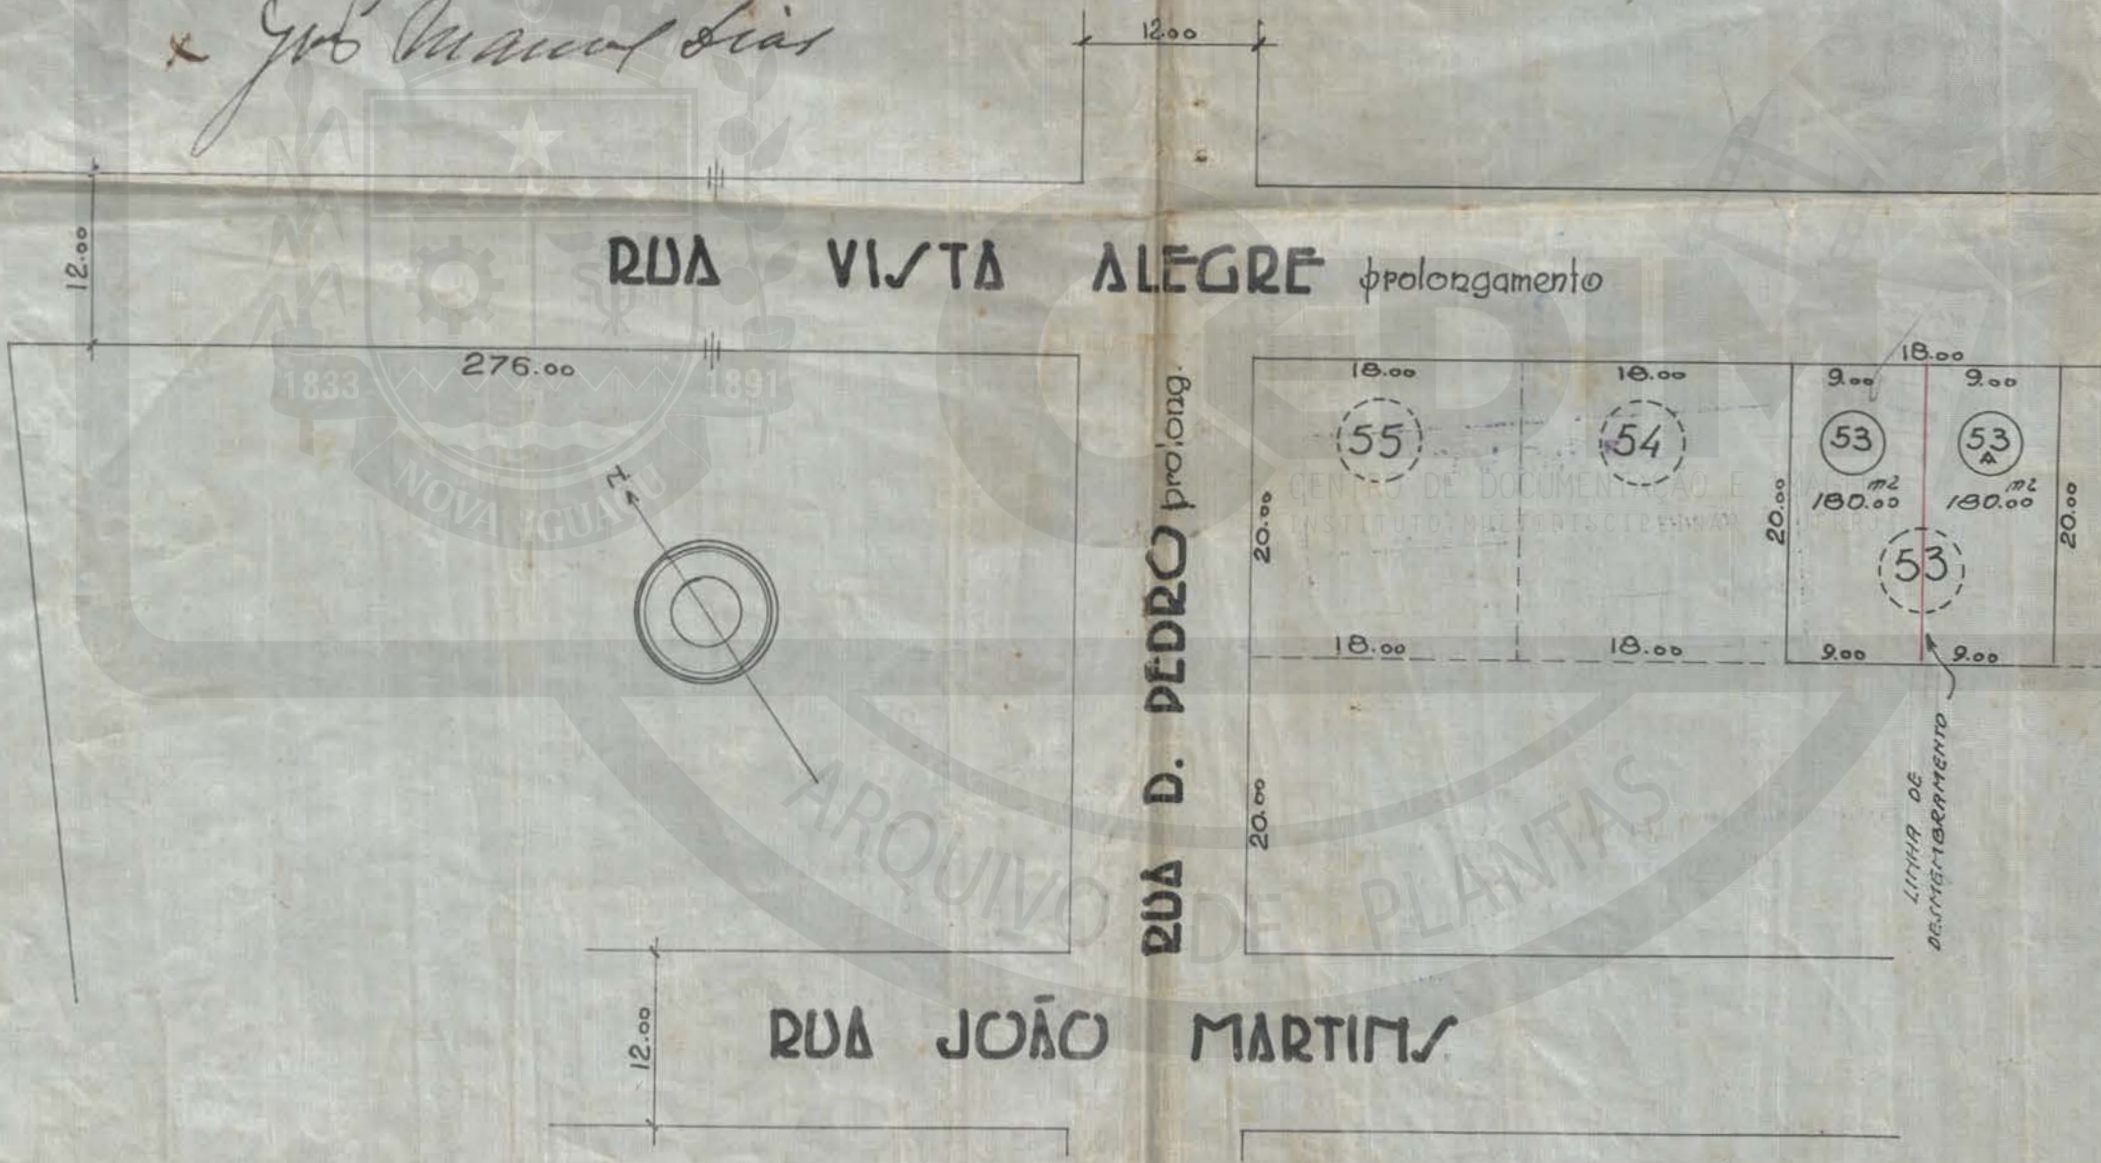 x José Manuel Dias
12.00
12.00
RUA VISTA ALEGRE prolongamento
276.00
1833
1891
NOVA IGUAÇU
N
RUA D. PEDRO prolong.
18.00
18.00
18.00
9.00
9.00
55
54
53
53
A
180.00 m2
180.00 m2
20.00
20.00
20.00
53
CENTRO DE DOCUMENTAÇÃO E
INSTITUTO MULTIDISCIPLINAR
18.00
18.00
9.00
9.00
20.00
LINHA DE
DESMEMBRAMENTO
ARQUIVO DE PLANTAS
12.00
RUA JOÃO MARTINS